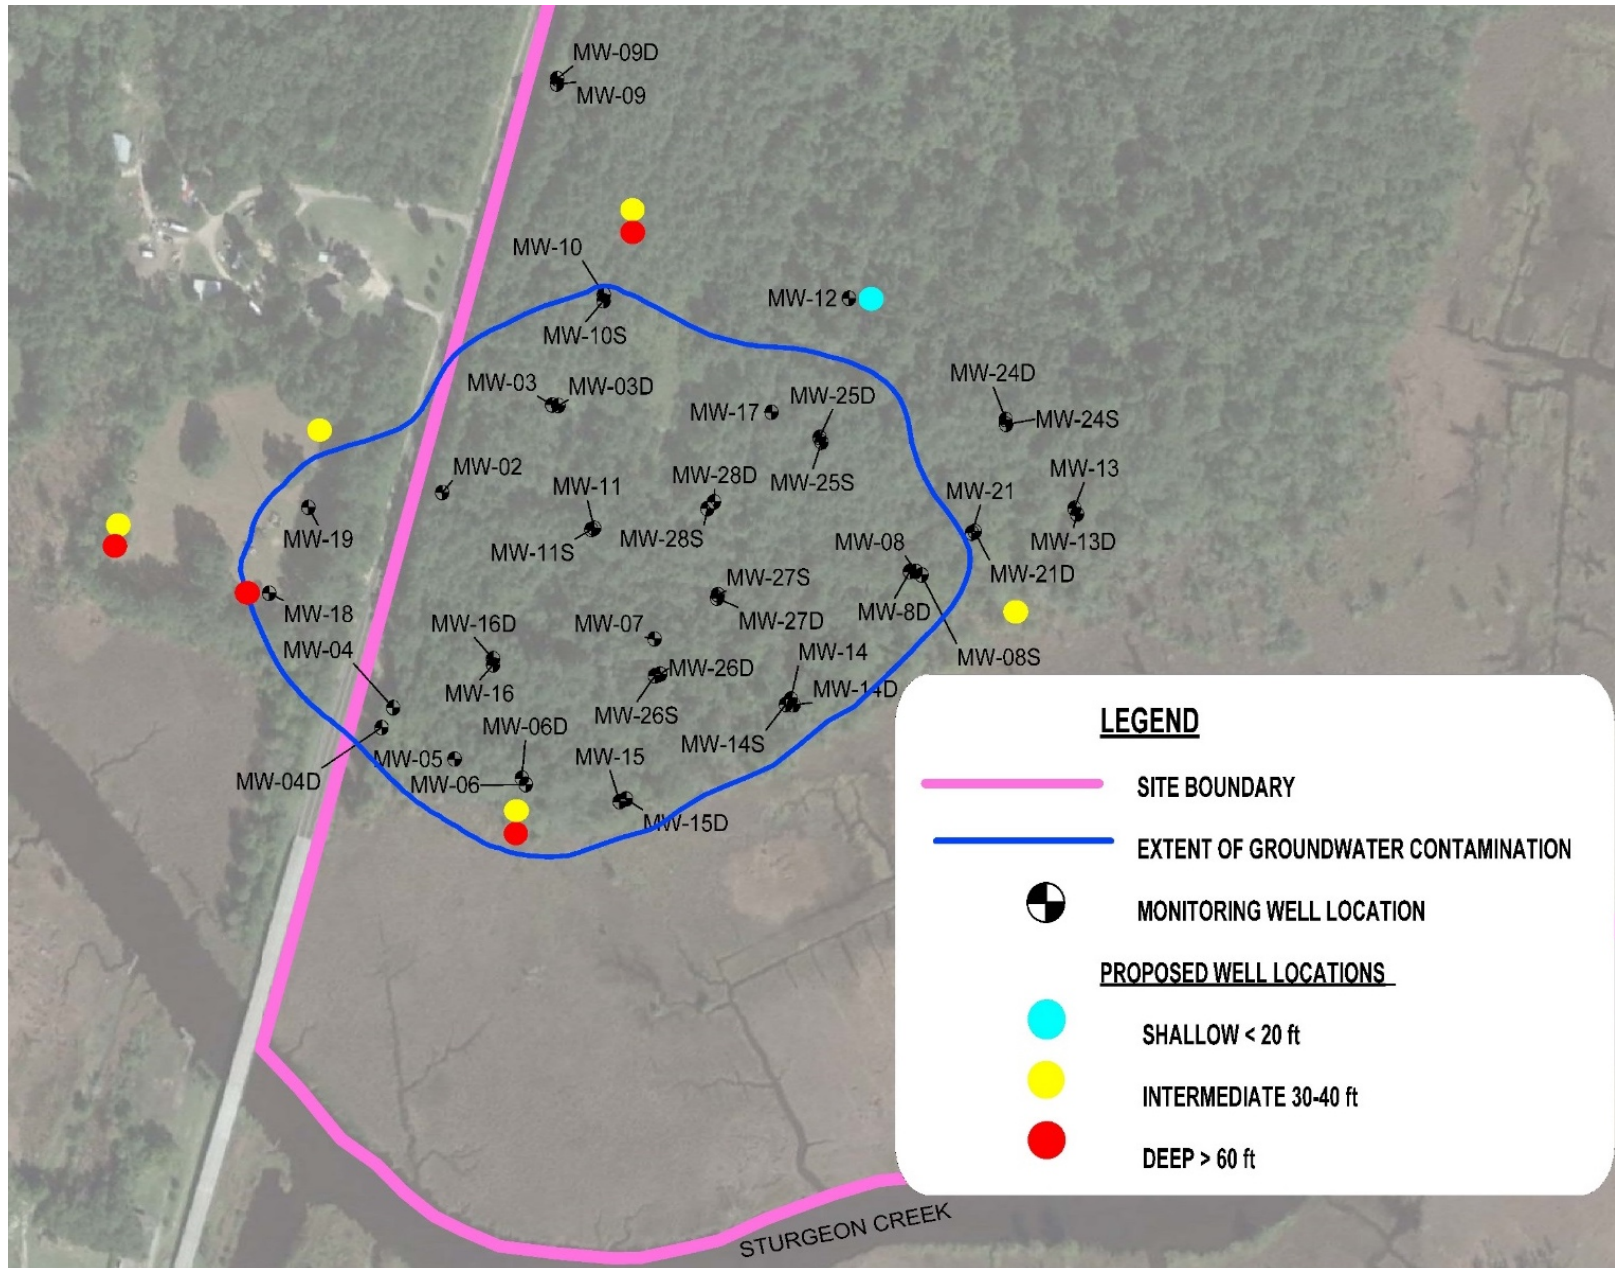 MW-09D
MW-09
MW-10
MW-10S
MW-12
MW-03
MW-03D
MW-17
MW-25D
MW-25S
MW-24D
MW-24S
MW-02
MW-19
MW-11
MW-11S
MW-28D
MW-28S
MW-21
MW-21D
MW-13
MW-13D
MW-08
MW-8D
MW-08S
MW-18
MW-04
MW-04D
MW-16D
MW-16
MW-07
MW-27S
MW-27D
MW-26D
MW-26S
MW-14
MW-14D
MW-14S
MW-05
MW-06D
MW-06
MW-15
MW-15D
LEGEND
SITE BOUNDARY
EXTENT OF GROUNDWATER CONTAMINATION
MONITORING WELL LOCATION
PROPOSED WELL LOCATIONS
SHALLOW < 20 ft
INTERMEDIATE 30-40 ft
DEEP > 60 ft
STURGEON CREEK